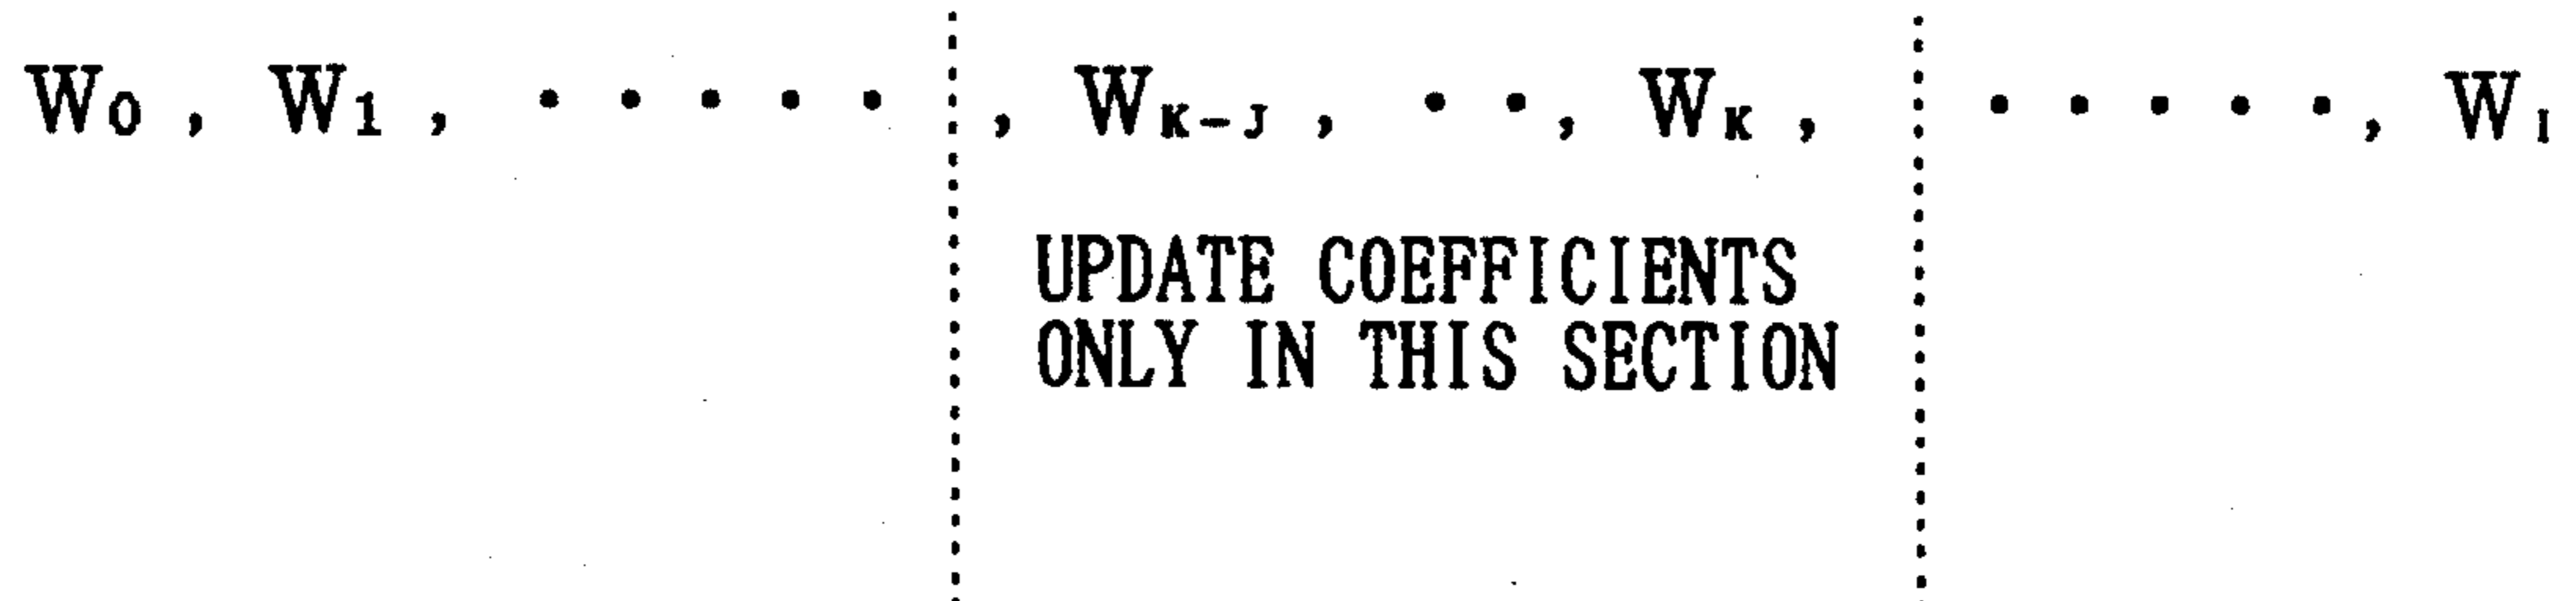 W0 , W1 , · · · · · , WK-J , · · , WK , · · · · · , WI
UPDATE COEFFICIENTS
ONLY IN THIS SECTION